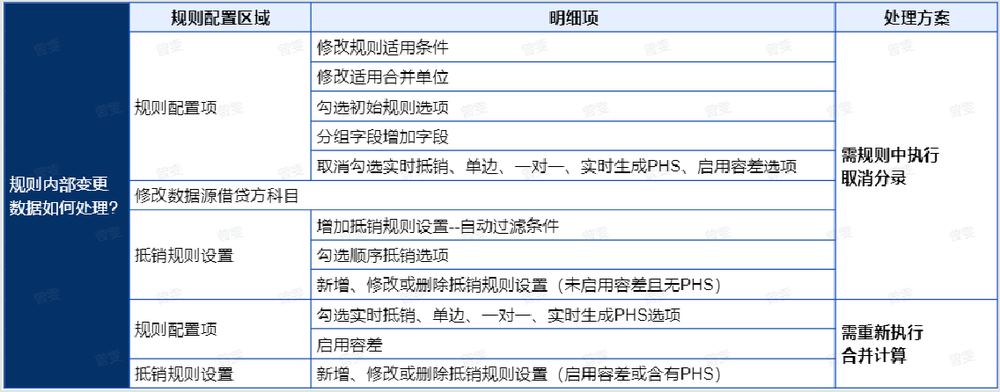 规则配置区域
明细项
处理方案
规则内部变更
数据如何处理?
规则配置项
修改规则适用条件
修改适用合并单位
勾选初始规则选项
分组字段增加字段
取消勾选实时抵销、单边、一对一、实时生成PHS、启用容差选项
需规则中执行
取消分录
修改数据源借贷方科目
抵销规则设置
增加抵销规则设置--自动过滤条件
勾选顺序抵销选项
新增、修改或删除抵销规则设置（未启用容差且无PHS）
规则配置项
勾选实时抵销、单边、一对一、实时生成PHS选项
启用容差
需重新执行
合并计算
抵销规则设置
新增、修改或删除抵销规则设置（启用容差或含有PHS）